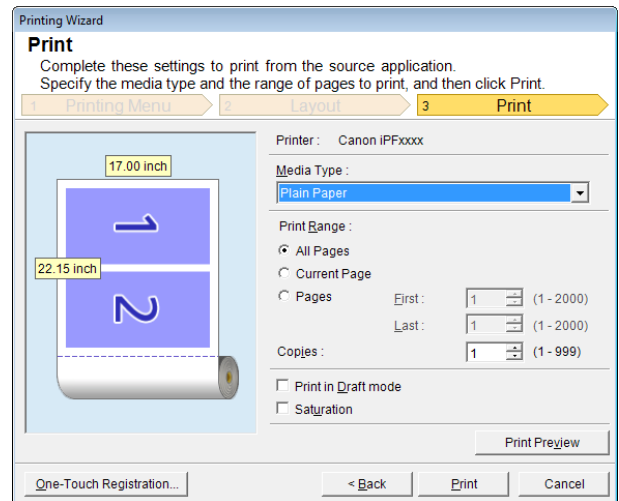 Printing Wizard
Print
Complete these settings to print from the source application.
Specify the media type and the range of pages to print, and then click Print.
1 Printing Menu 2 Layout 3 Print
Printer : Canon iPFxxxx
Media Type :
Plain Paper
17.00 inch
22.15 inch
1
2
Print Range :
All Pages
Current Page
Pages First : 1 (1 - 2000)
Last : 1 (1 - 2000)
Copies : 1 (1 - 999)
Print in Draft mode
Saturation
Print Preview
One-Touch Registration... < Back Print Cancel